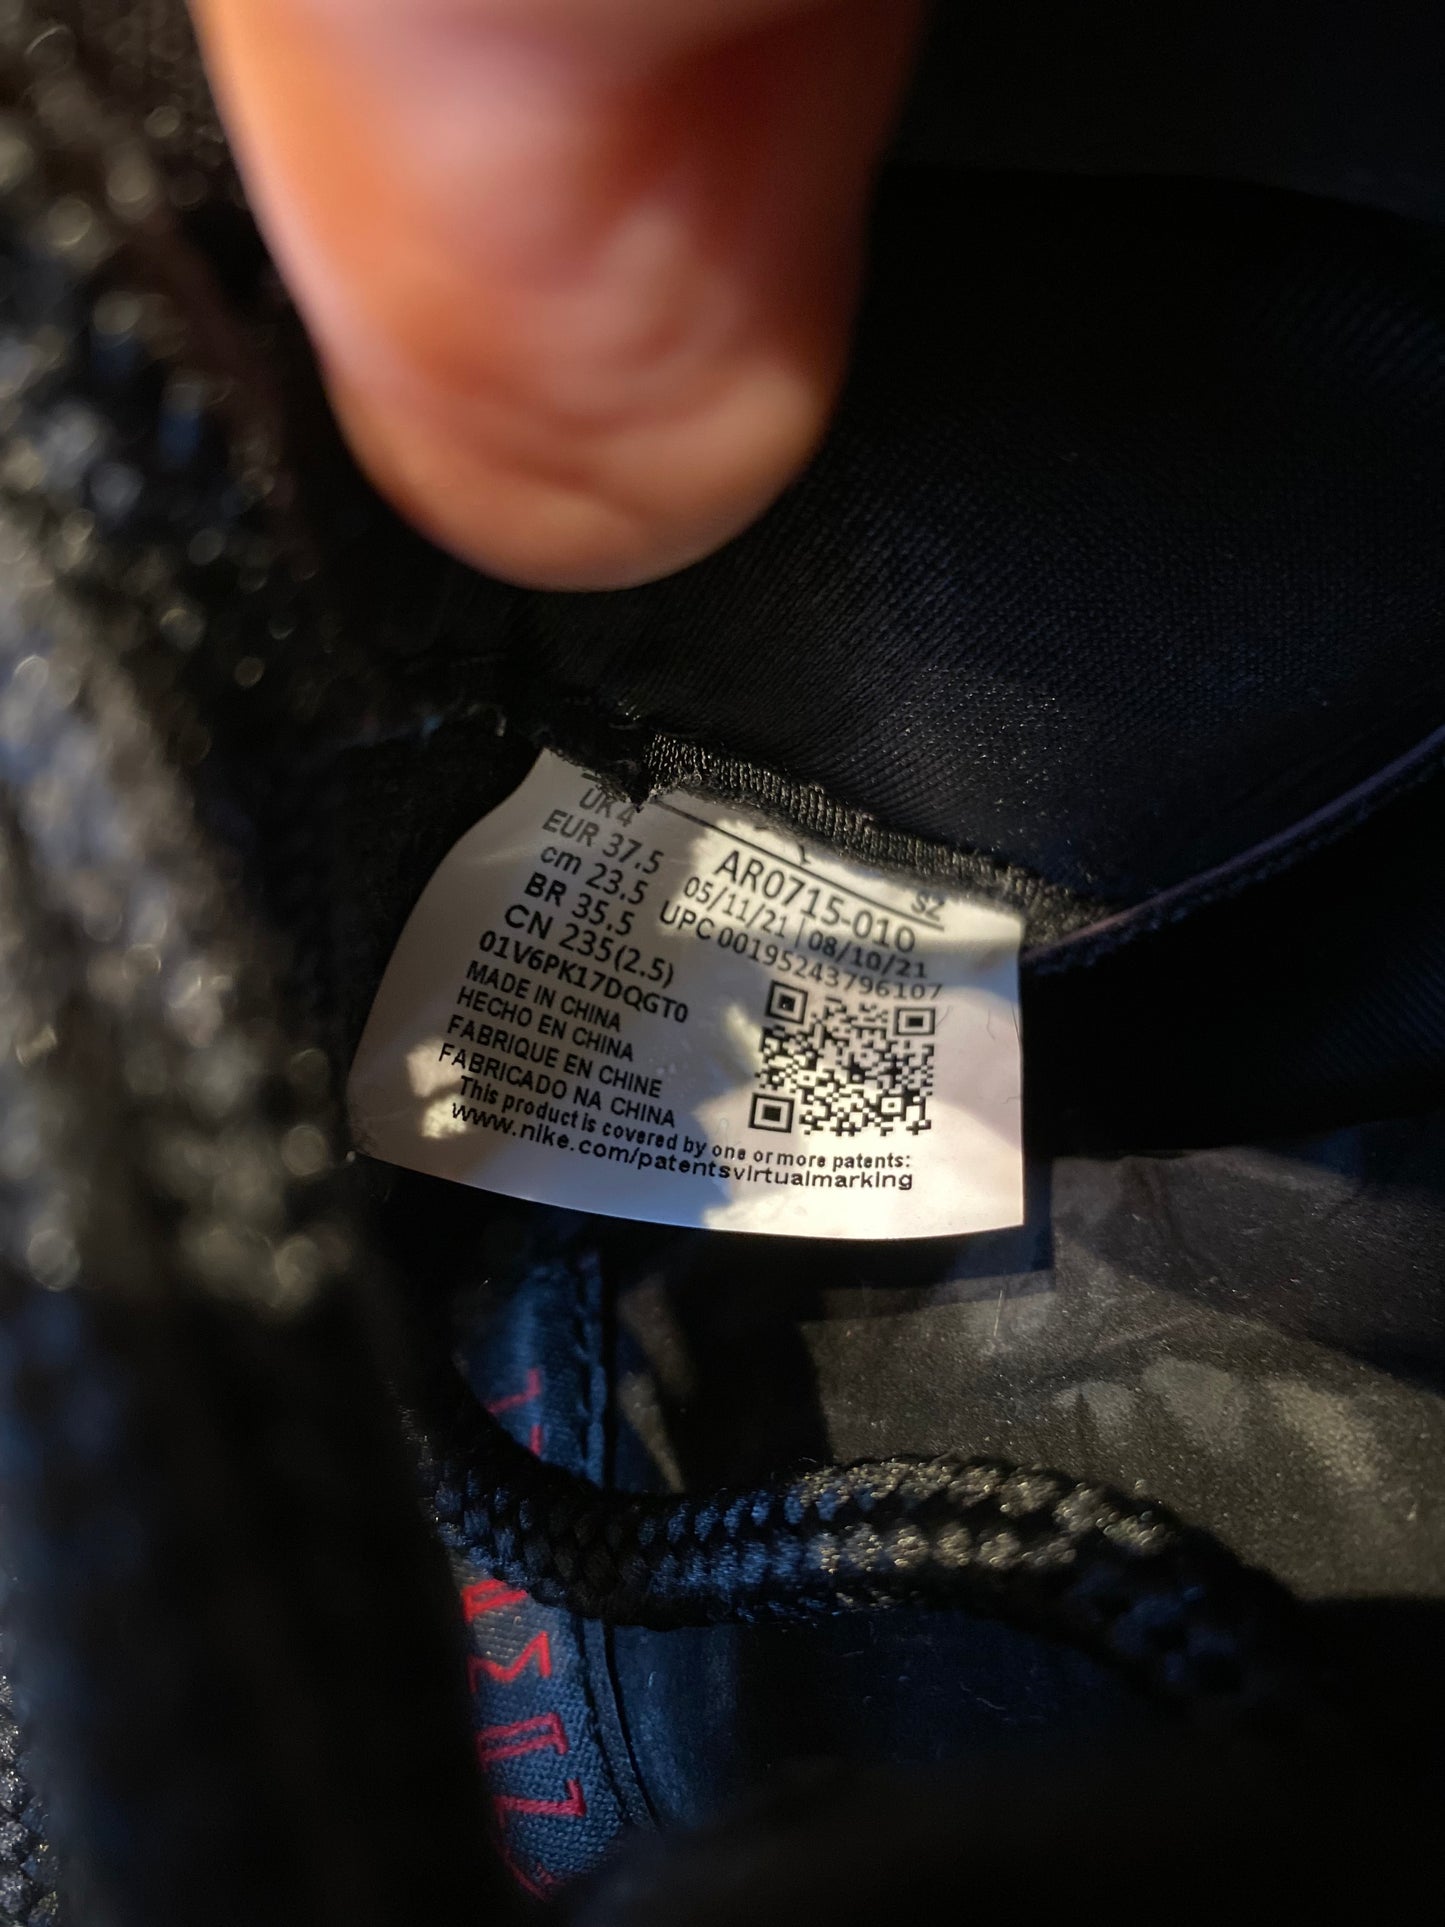 UK 4
EUR 37.5
cm 23.5
BR 35.5
CN 235(2.5)
01V6PK17DQGT0
MADE IN CHINA
HECHO EN CHINA
FABRIQUE EN CHINE
FABRICADO NA CHINA
This product is covered by one or more patents:
www.nike.com/patentsvirtualmarking
SZ
AR0715-010
05/11/21 | 08/10/21
UPC 00195243796107